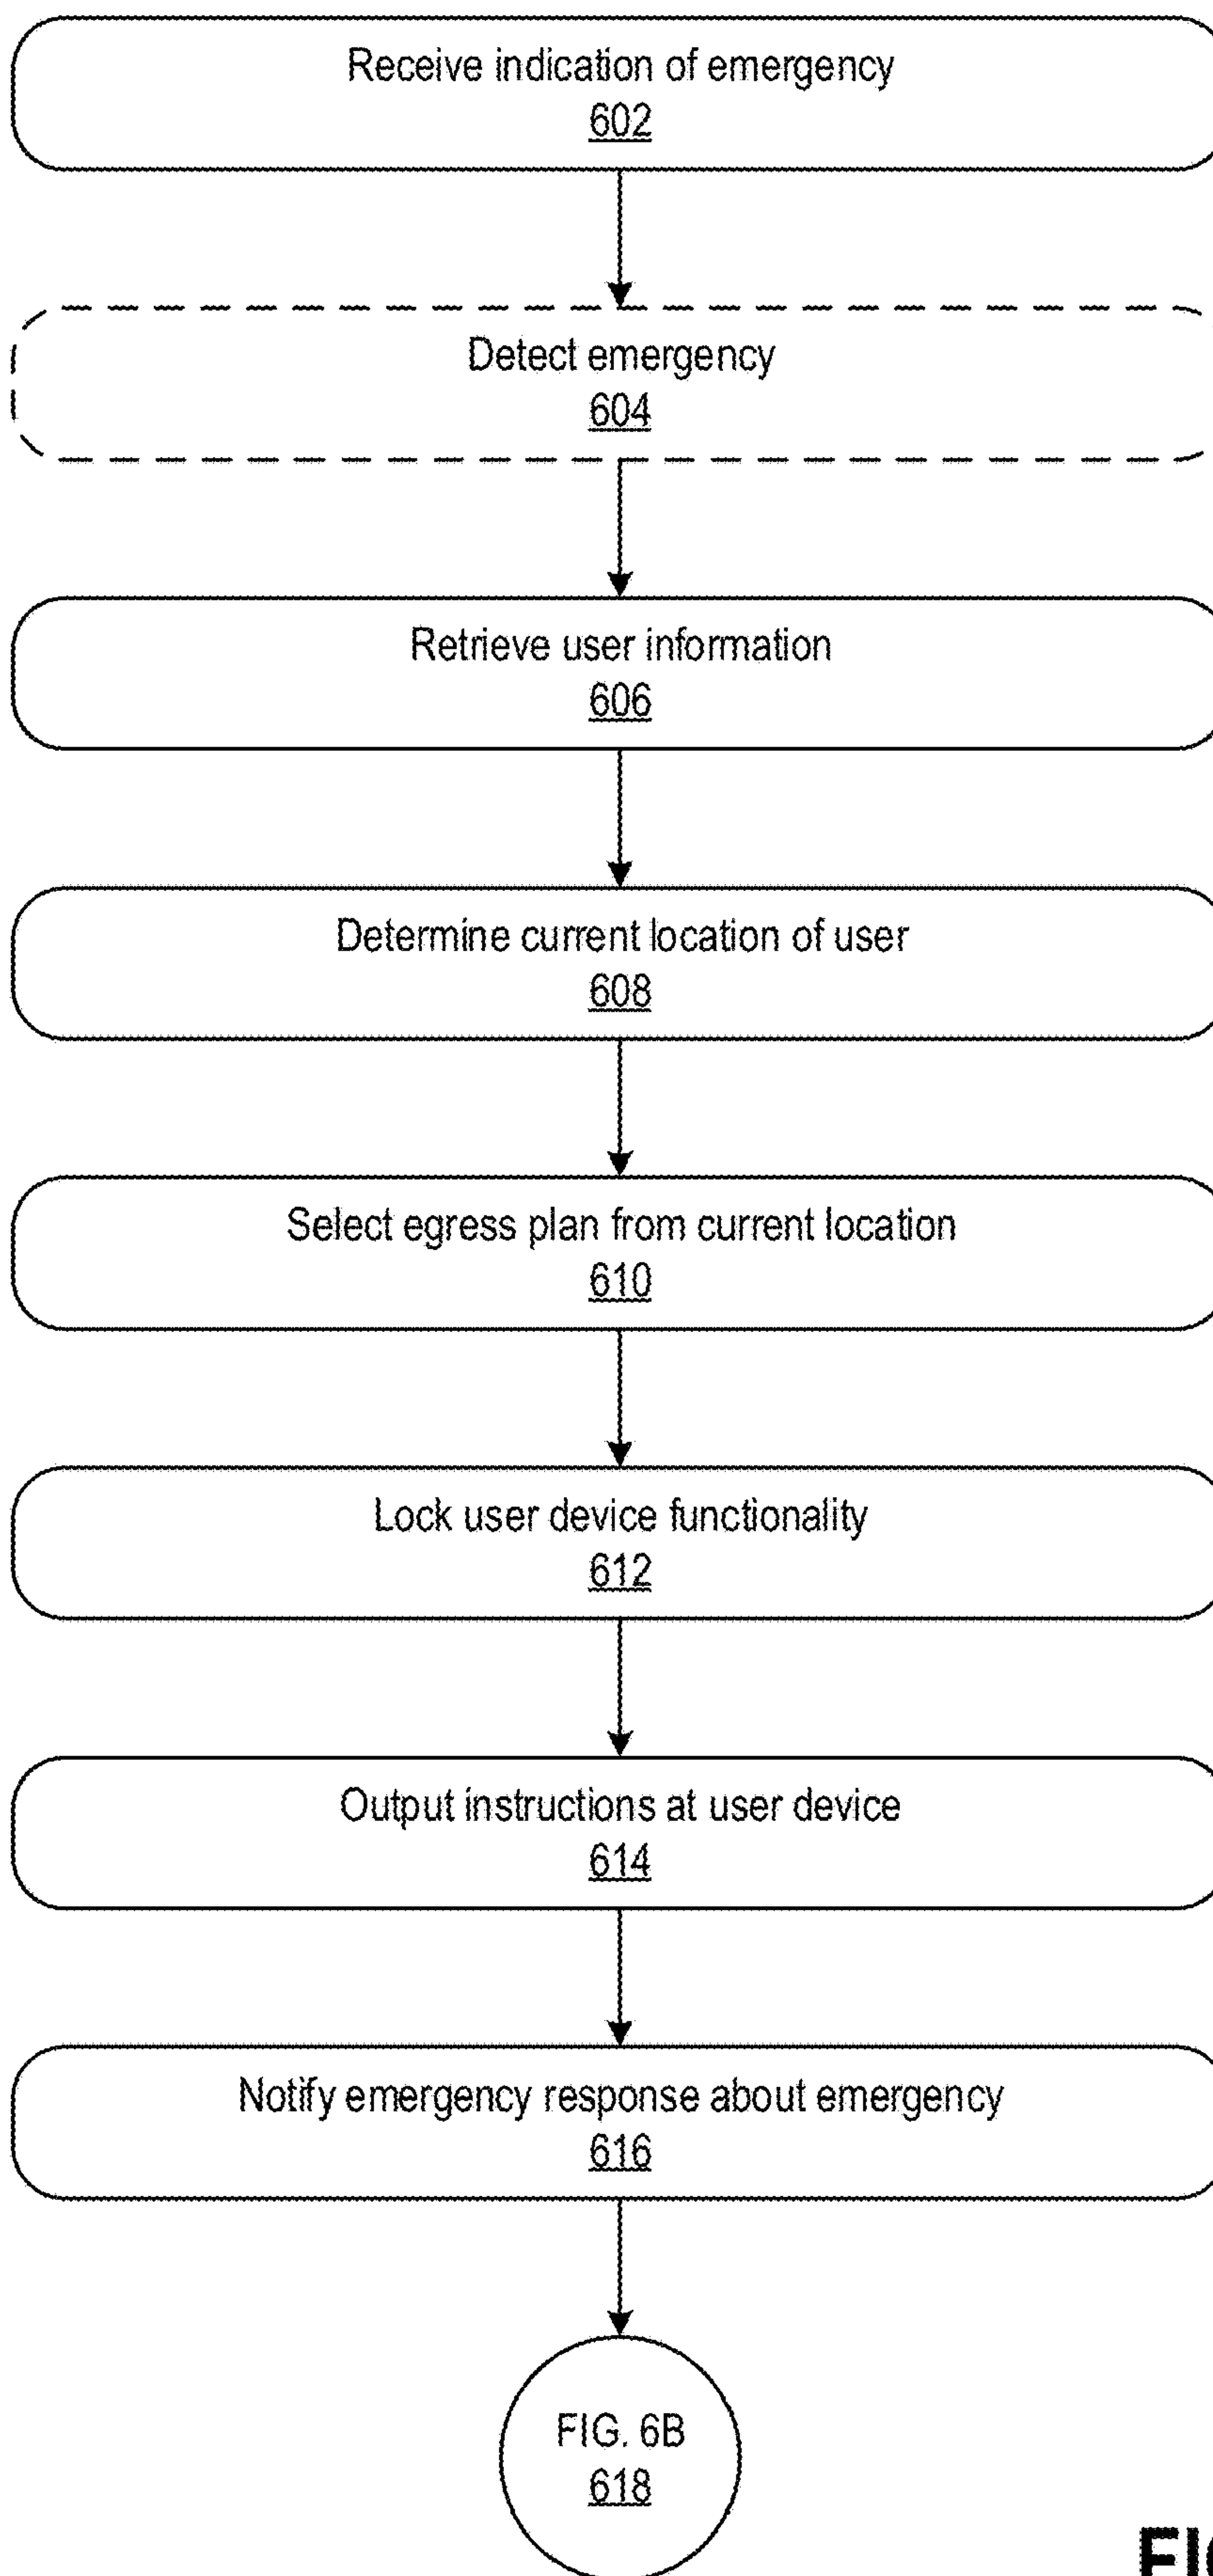 Receive indication of emergency
602
Detect emergency
604
Retrieve user information
606
Determine current location of user
608
Select egress plan from current location
610
Lock user device functionality
612
Output instructions at user device
614
Notify emergency response about emergency
616
FIG. 6B
618